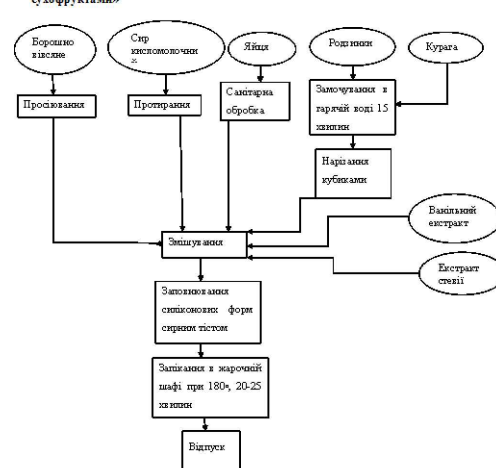 сухофруктами»
Борошно
вівсяне
Сир
кисломолочни
й
Яйця
Родзинки
Курага
Просіювання
Протирання
Санітарна
обробка
Замочування в
гарячій воді 15
хвилин
Нарізання
кубиками
Ванільний
екстракт
Змішування
Екстракт
стевії
Заповнювання
силіконових форм
сирним тістом
Запікання в жарочній
шафі при 180º, 20-25
хвилин
Відпуск